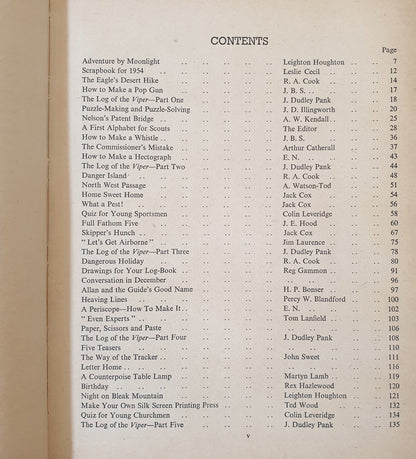 CONTENTS
Page
Adventure by Moonlight .. .. .. .. Leighton Houghton .. .. 7
Scrapbook for 1954 .. .. .. .. Leslie Cecil .. .. 12
The Eagle's Desert Hike .. .. .. .. R. A. Cook .. .. 14
How to Make a Pop Gun .. .. .. .. J. B. S. .. .. 17
The Log of the Viper—Part One .. .. .. .. J. Dudley Pank .. .. 18
Puzzle-Making and Puzzle-Solving .. .. .. .. J. D. Illingworth .. .. 20
Nelson's Patent Bridge .. .. .. .. A. W. Kendall .. .. 25
A First Alphabet for Scouts .. .. .. .. The Editor .. .. 28
How to Make a Whistle .. .. .. .. J. B. S. .. .. 36
The Commissioner's Mistake .. .. .. .. Arthur Catherall .. .. 37
How to Make a Hectograph .. .. .. .. E. N. .. .. 43
The Log of the Viper—Part Two .. .. .. .. J. Dudley Pank .. .. 44
Danger Island .. .. .. .. R. A. Cook .. .. 48
North West Passage .. .. .. .. A. Watson-Tod .. .. 51
Home Sweet Home .. .. .. .. Jack Cox .. .. 54
What a Pest! .. .. .. .. Jack Cox .. .. 56
Quiz for Young Sportsmen .. .. .. .. Colin Leveridge .. .. 58
Full Fathom Five .. .. .. .. J. E. Hood .. .. 60
Skipper's Hunch .. .. .. .. Jack Cox .. .. 67
" Let's Get Airborne " .. .. .. .. Jim Laurence .. .. 75
The Log of the Viper—Part Three .. .. .. .. J. Dudley Pank .. .. 78
Dangerous Holiday .. .. .. .. R. A. Cook .. .. 80
Drawings for Your Log-Book .. .. .. .. Reg Gammon .. .. 91
Conversation in December .. .. .. .. 96
Allan and the Guide's Good Name .. .. .. .. H. P. Bonser .. .. 97
Heaving Lines .. .. .. .. Percy W. Blandford .. .. 100
A Periscope—How To Make It .. .. .. .. E. N. .. .. 102
" Even Experts " .. .. .. .. Tom Lanfield .. .. 103
Paper, Scissors and Paste .. .. .. .. 106
The Log of the Viper—Part Four .. .. .. .. J. Dudley Pank .. .. 108
Five Teasers .. .. .. .. 110
The Way of the Tracker .. .. .. .. John Sweet .. .. 111
Letter Home .. .. .. .. 116
A Counterpoise Table Lamp .. .. .. .. Martyn Lamb .. .. 119
Birthday .. .. .. .. Rex Hazlewood .. .. 120
Night on Bleak Mountain .. .. .. .. Leighton Houghton .. .. 121
Make Your Own Silk Screen Printing Press .. .. .. Ted Wood .. .. 132
Quiz for Young Churchmen .. .. .. .. Colin Leveridge .. .. 134
The Log of the Viper—Part Five .. .. .. .. J. Dudley Pank .. .. 135
v